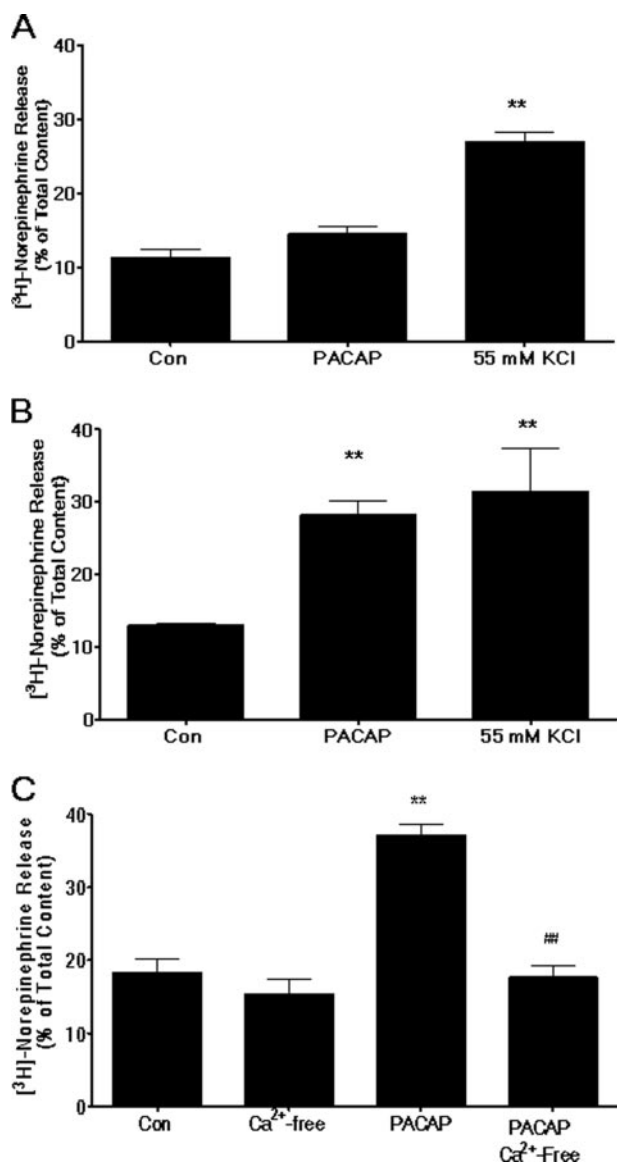 A
[³H]-Norepinephrine Release
(% of Total Content)
40
30
20
10
0
**
Con PACAP 55 mM KCl
B
[³H]-Norepinephrine Release
(% of Total Content)
40
30
20
10
0
** **
Con PACAP 55 mM KCl
C
[³H]-Norepinephrine Release
(% of Total Content)
40
30
20
10
0
**
##
Con Ca²⁺-free PACAP PACAP
Ca²⁺-Free